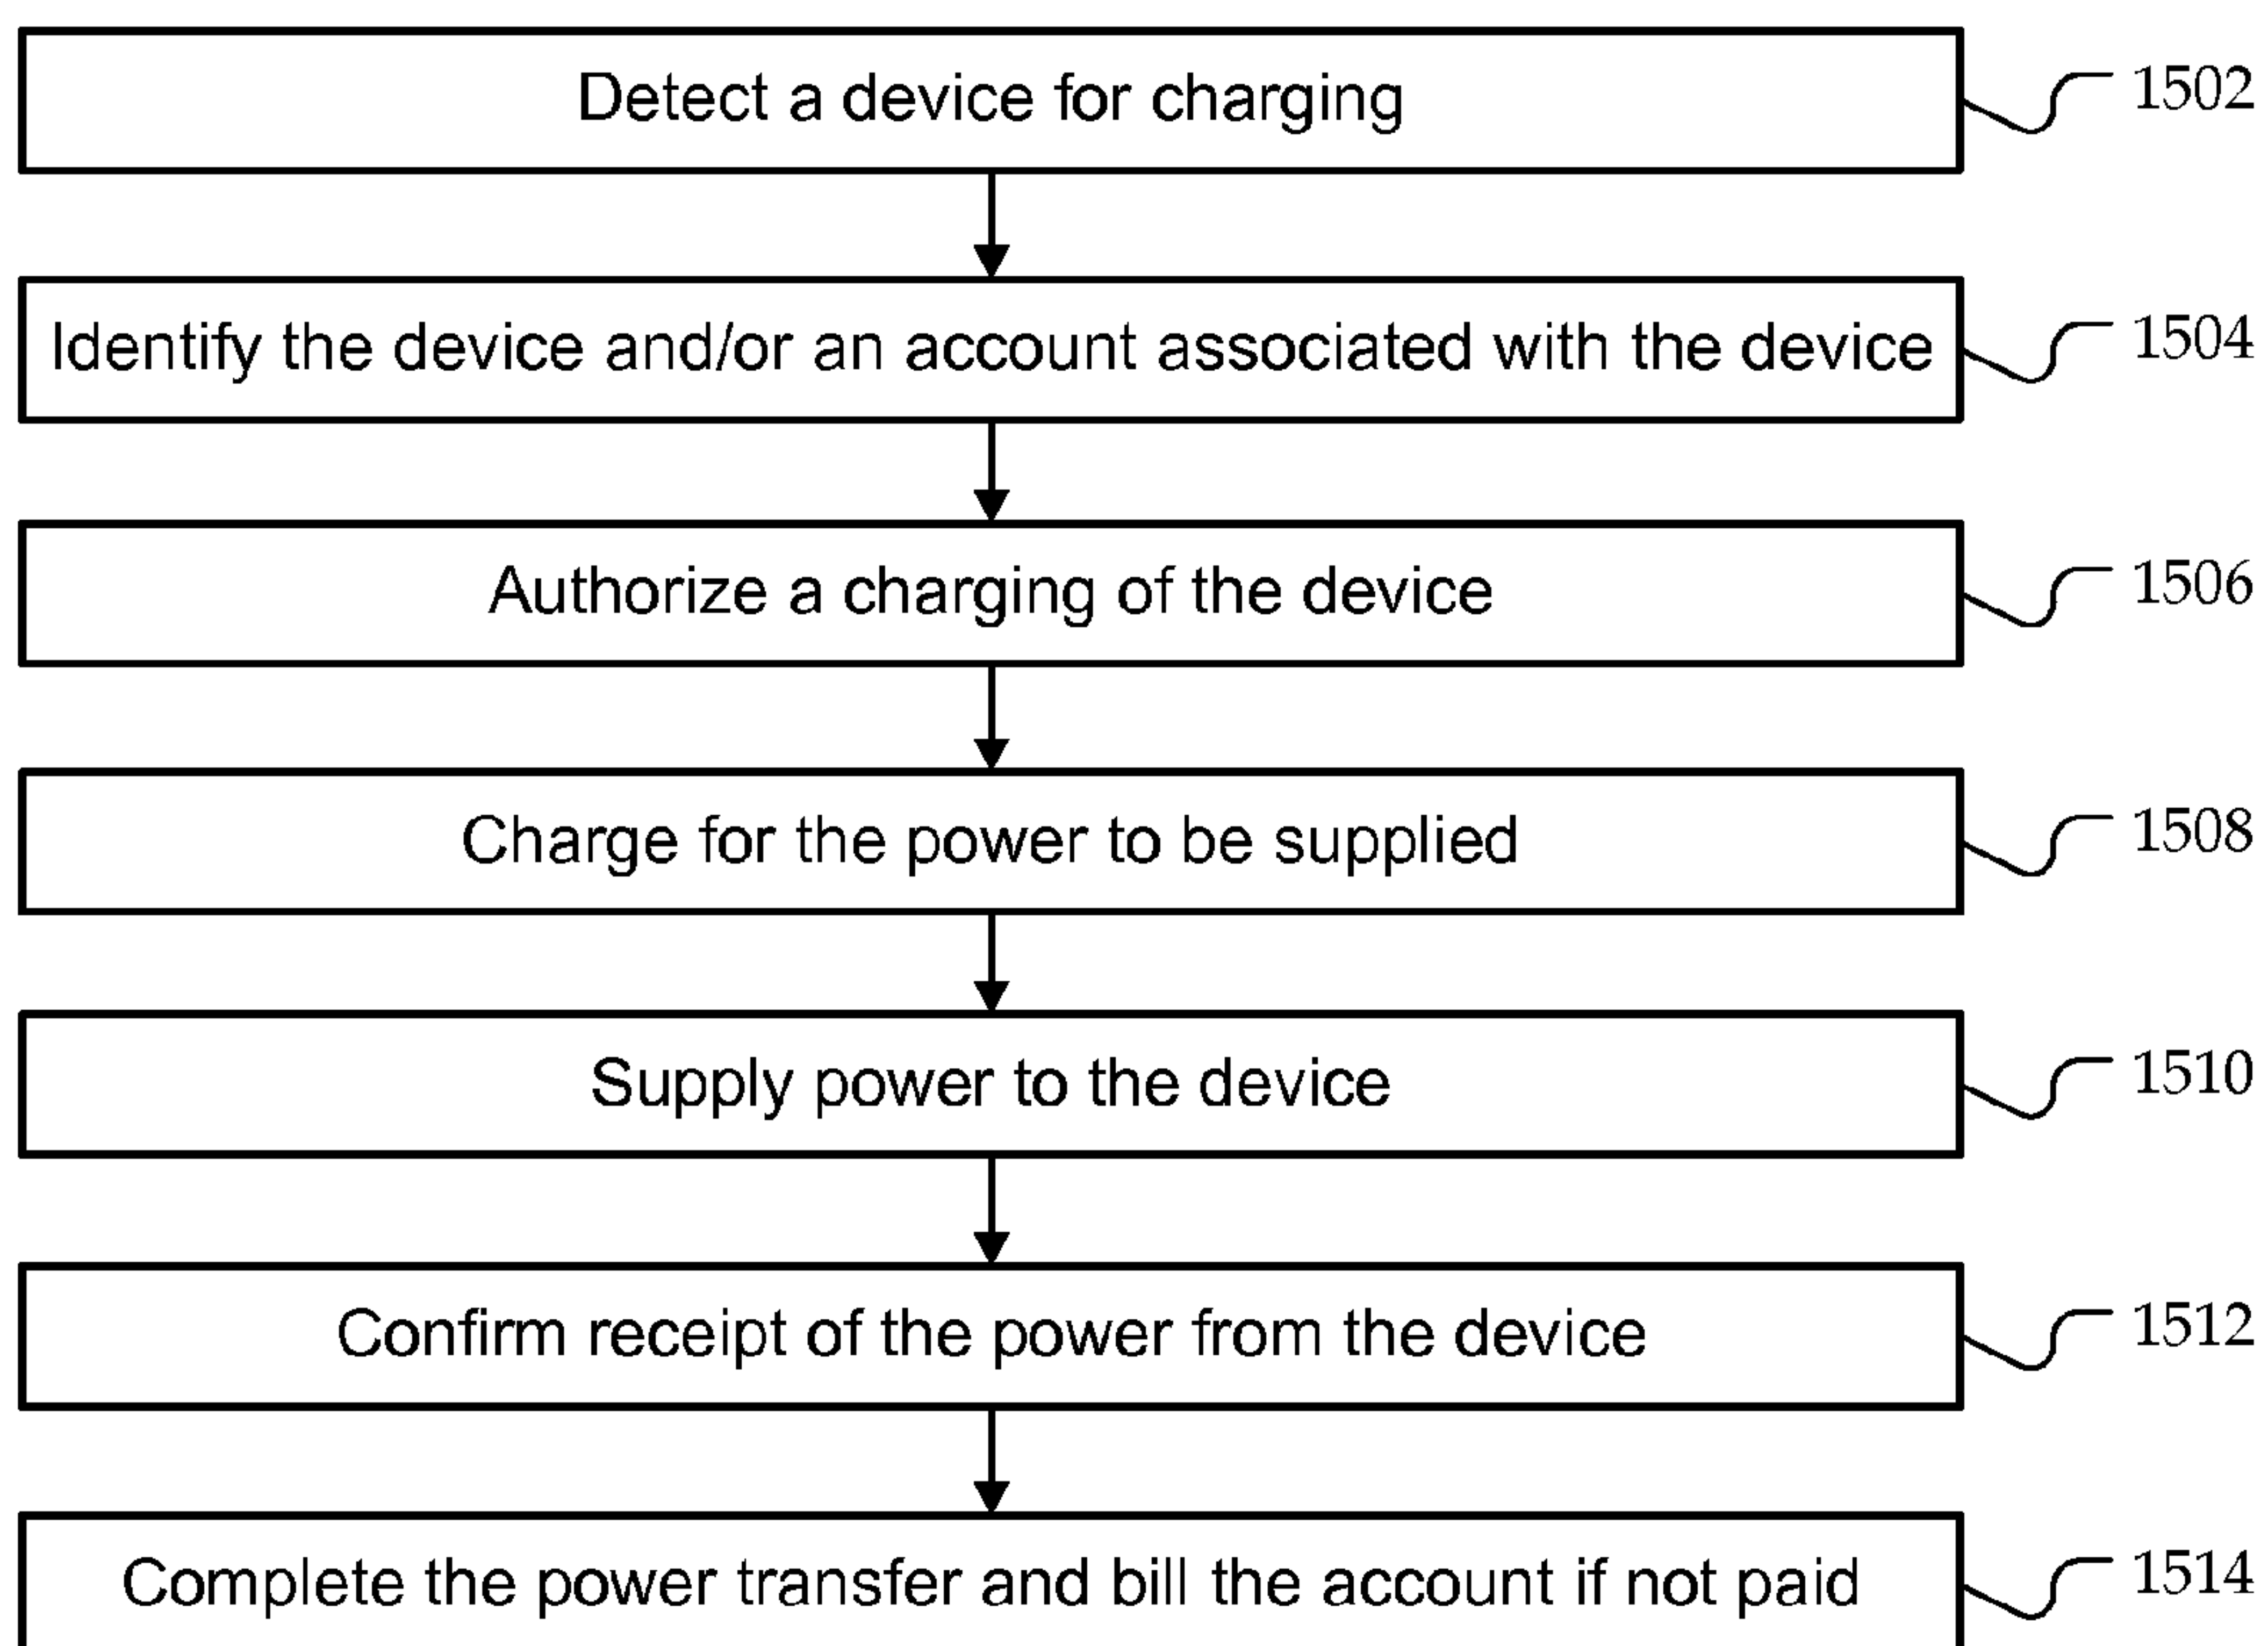 Detect a device for charging 1502
Identify the device and/or an account associated with the device 1504
Authorize a charging of the device 1506
Charge for the power to be supplied 1508
Supply power to the device 1510
Confirm receipt of the power from the device 1512
Complete the power transfer and bill the account if not paid 1514